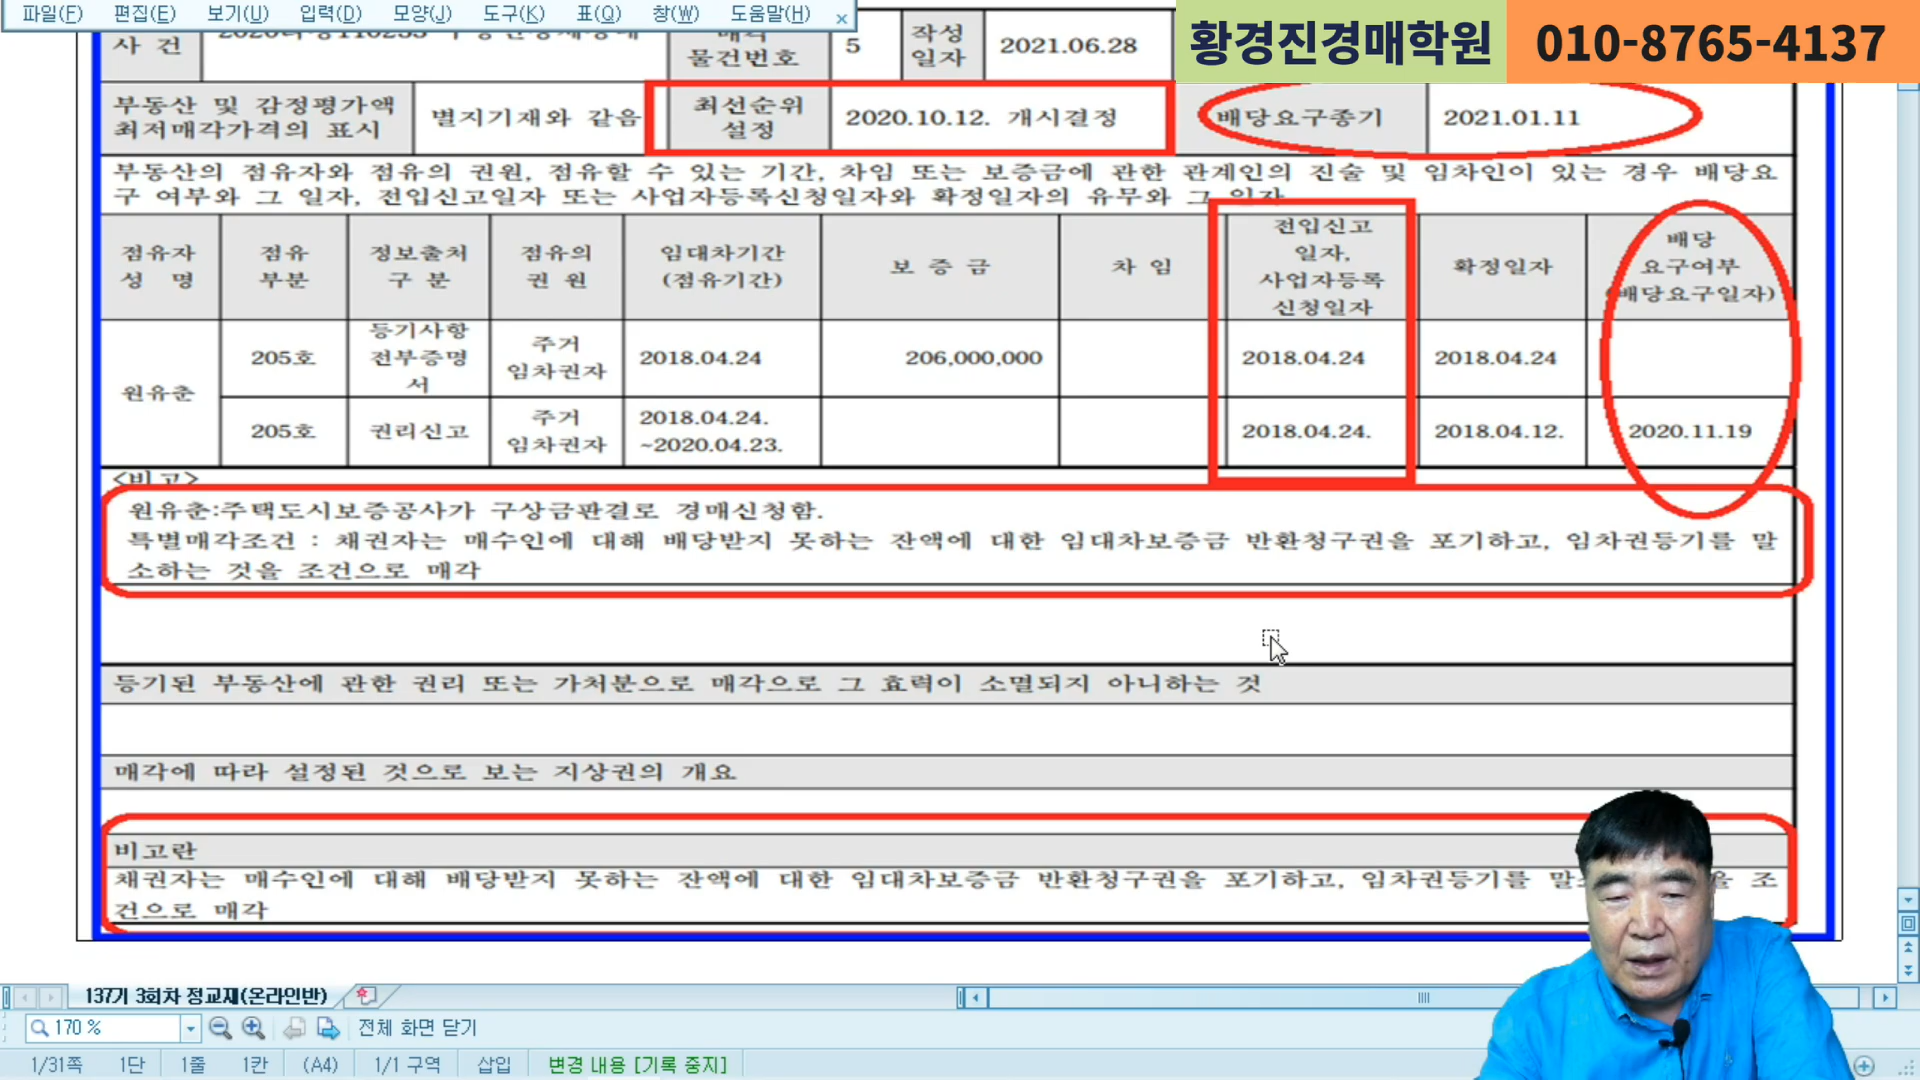 파일(F) 편집(E) 보기(U) 입력(D) 모양(J) 도구(K) 표(Q) 창(W) 도움말(H) x
황경진경매학원 010-8765-4137
사 건 매각 물건번호 5 작성 일자 2021.06.28
부동산 및 감정평가액 최저매각가격의 표시 별지기재와 같음 최선순위 설정 2020.10.12. 개시결정 배당요구종기 2021.01.11
부동산의 점유자와 점유의 권원, 점유할 수 있는 기간, 차임 또는 보증금에 관한 관계인의 진술 및 임차인이 있는 경우 배당요
구 여부와 그 일자, 전입신고일자 또는 사업자등록신청일자와 확정일자의 유무와 그 일자
점유자 성 명 점유 부분 정보출처 구 분 점유의 권 원 임대차기간 (점유기간) 보 증 금 차 임 전입신고 일자, 사업자등록 신청일자 확정일자 배당 요구여부 (배당요구일자)
원유춘 205호 등기사항 전부증명 서 주거 임차권자 2018.04.24 206,000,000 2018.04.24 2018.04.24
205호 권리신고 주거 임차권자 2018.04.24. ~2020.04.23. 2018.04.24. 2018.04.12. 2020.11.19
<비고>
원유춘:주택도시보증공사가 구상금판결로 경매신청함.
특별매각조건 : 채권자는 매수인에 대해 배당받지 못하는 잔액에 대한 임대차보증금 반환청구권을 포기하고, 임차권등기를 말
소하는 것을 조건으로 매각
등기된 부동산에 관한 권리 또는 가처분으로 매각으로 그 효력이 소멸되지 아니하는 것
매각에 따라 설정된 것으로 보는 지상권의 개요
비고란
채권자는 매수인에 대해 배당받지 못하는 잔액에 대한 임대차보증금 반환청구권을 포기하고, 임차권등기를 조
건으로 매각
137기 3회차 정교재(온라인반)
170 % 전체 화면 닫기
1/31쪽 1단 1줄 1칸 (A4) 1/1 구역 삽입 변경 내용 [기록 중지]